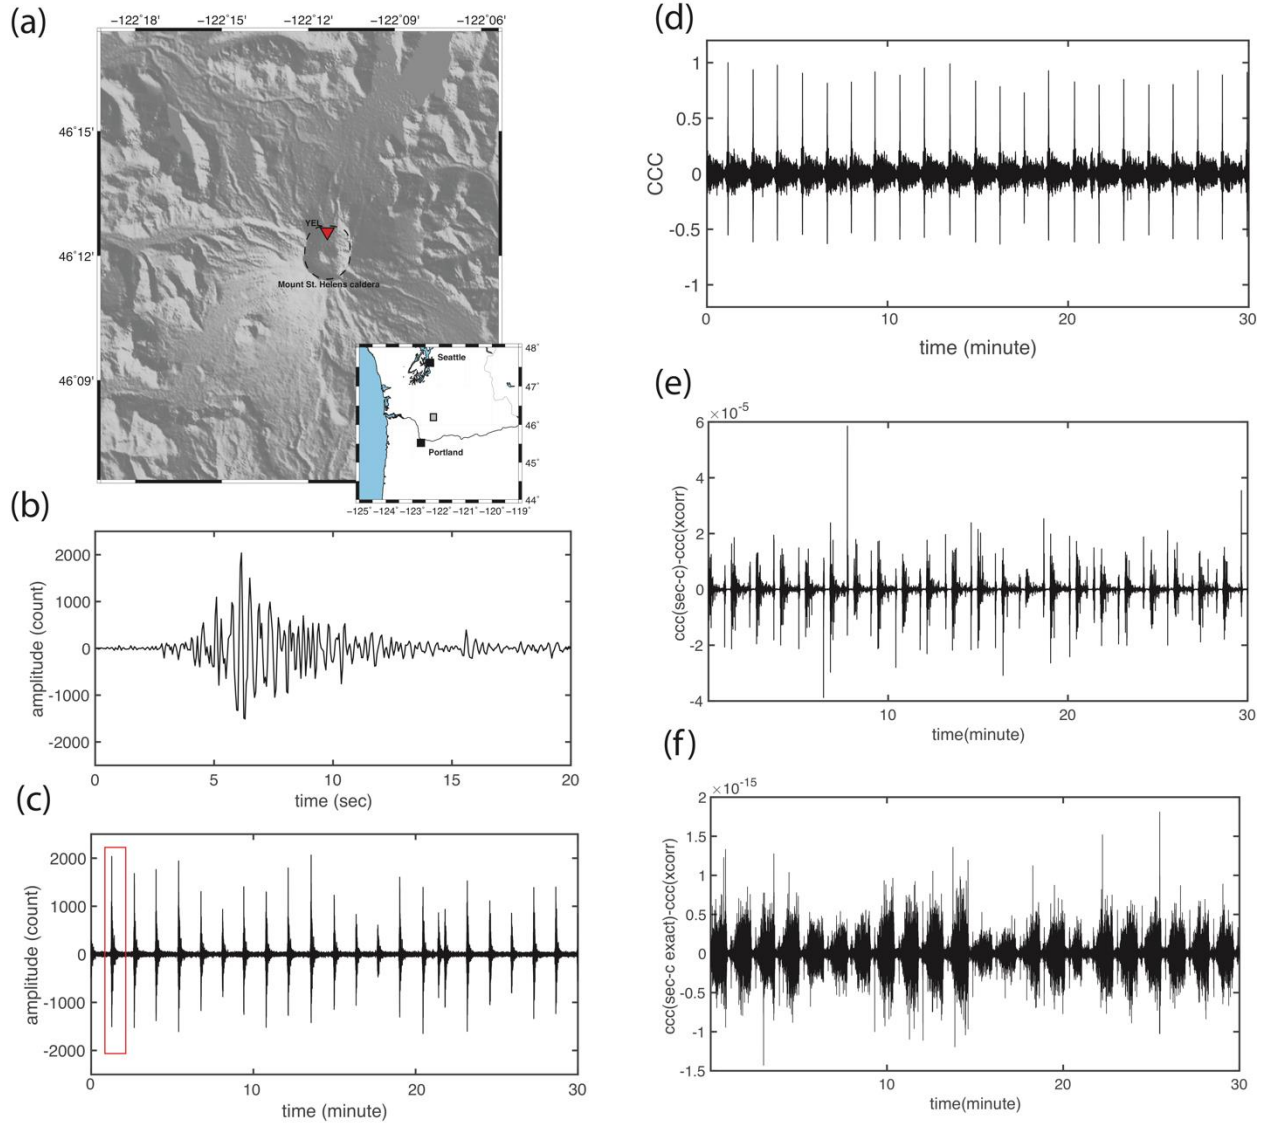 (a)
−122°18' −122°15' −122°12' −122°09' −122°06'
46°15'
46°12'
46°09'
YEL
Mount St. Helens caldera
Seattle
Portland
48°
47°
46°
45°
44°
−125° −124° −123° −122° −121° −120° −119°
(b)
amplitude (count)
2000
1000
0
-1000
-2000
0 5 10 15 20
time (sec)
(c)
amplitude (count)
2000
1000
0
-1000
-2000
0 10 20 30
time (minute)
(d)
CCC
1
0.5
0
-0.5
-1
0 10 20 30
time (minute)
(e)
×10⁻⁵
ccc(sec-c)-ccc(xcorr)
6
4
2
0
-2
-4
10 20 30
time(minute)
(f)
×10⁻¹⁵
ccc(sec-c exact)-ccc(xcorr)
2
1.5
1
0.5
0
-0.5
-1
-1.5
10 20 30
time(minute)